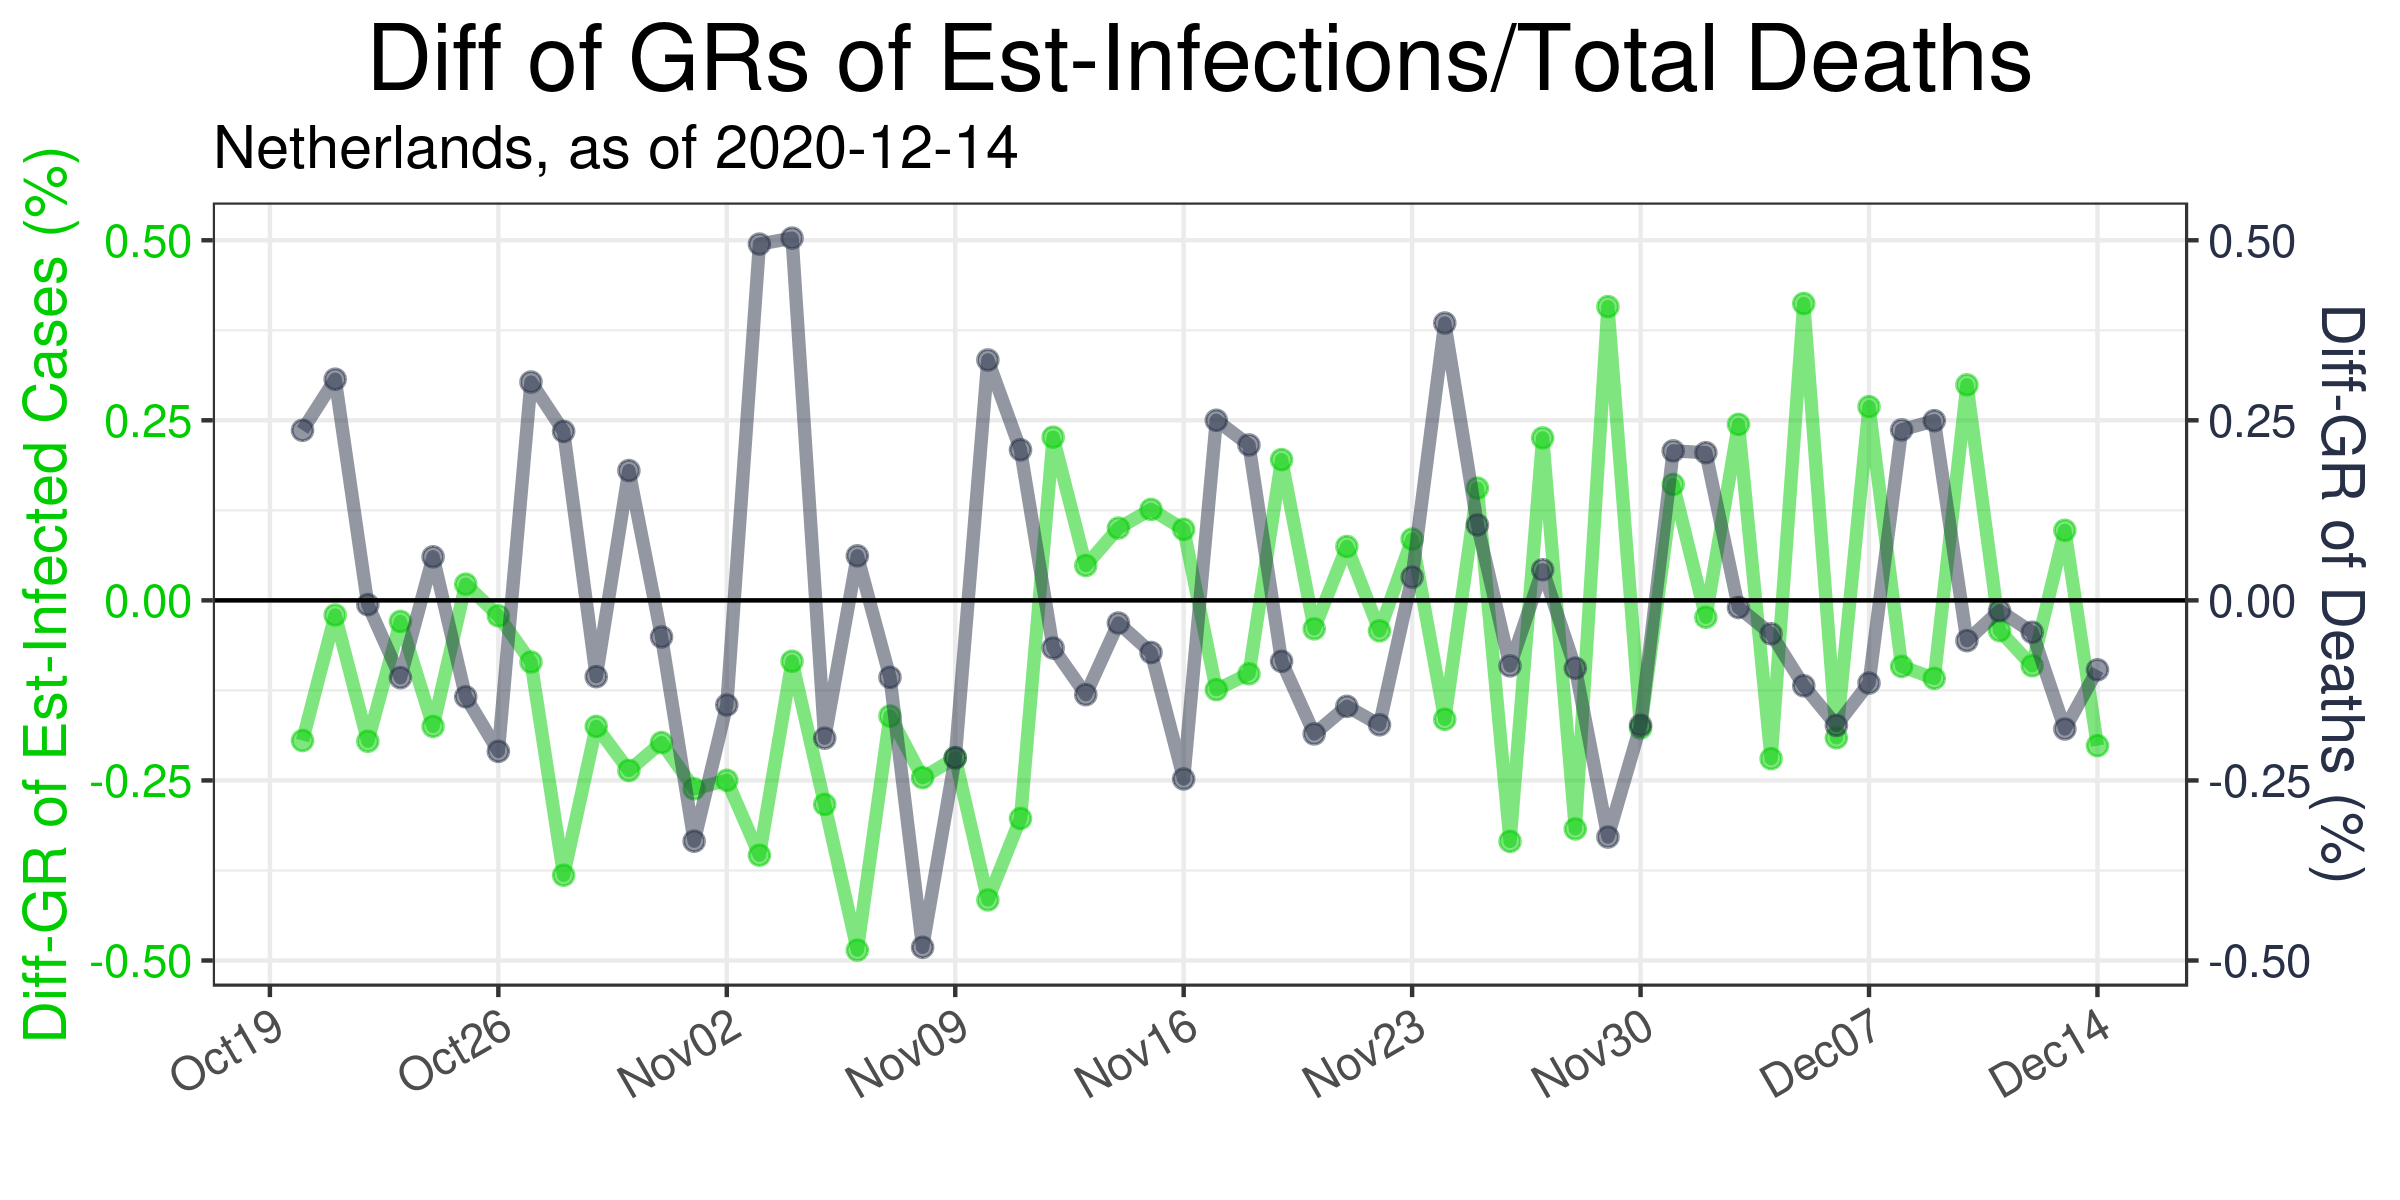 Diff of GRs of Est-Infections/Total Deaths
Netherlands, as of 2020-12-14
Diff-GR of Est-Infected Cases (%)
0.50
0.25
0.00
-0.25
-0.50
0.50
0.25
0.00
-0.25
-0.50
Diff-GR of Deaths (%)
Oct19
Oct26
Nov02
Nov09
Nov16
Nov23
Nov30
Dec07
Dec14